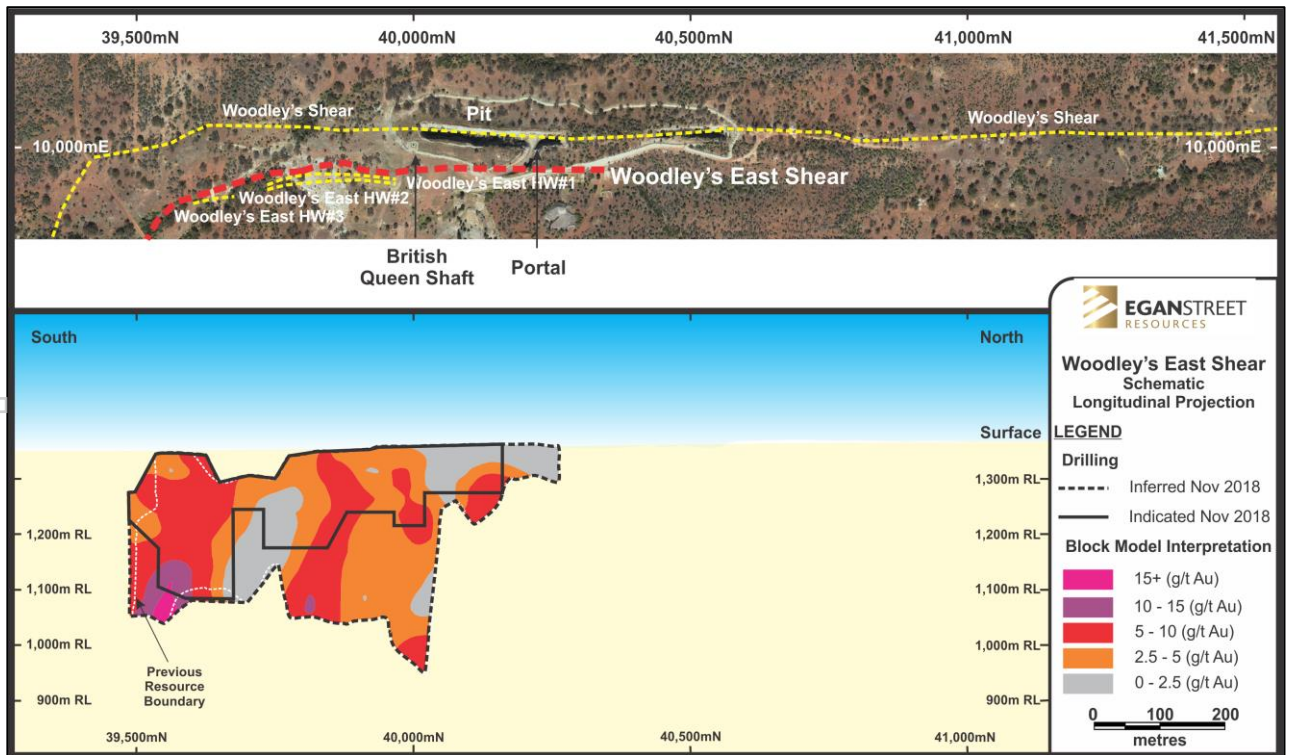 39,500mN 40,000mN 40,500mN 41,000mN 41,500mN
Woodley's Shear
Pit
Woodley's Shear
10,000mE
10,000mE
Woodley's East HW#1
Woodley's East Shear
Woodley's East HW#2
Woodley's East HW#3
British
Queen Shaft
Portal
EGANSTREET
RESOURCES
Woodley's East Shear
Schematic
Longitudinal Projection
South
North
Surface
LEGEND
Drilling
Inferred Nov 2018
Indicated Nov 2018
Block Model Interpretation
15+ (g/t Au)
10 - 15 (g/t Au)
5 - 10 (g/t Au)
2.5 - 5 (g/t Au)
0 - 2.5 (g/t Au)
0 100 200
metres
1,300m RL
1,200m RL
1,200m RL
1,100m RL
1,100m RL
1,000m RL
1,000m RL
Previous
Resource
Boundary
900m RL
900m RL
39,500mN 40,000mN 40,500mN 41,000mN